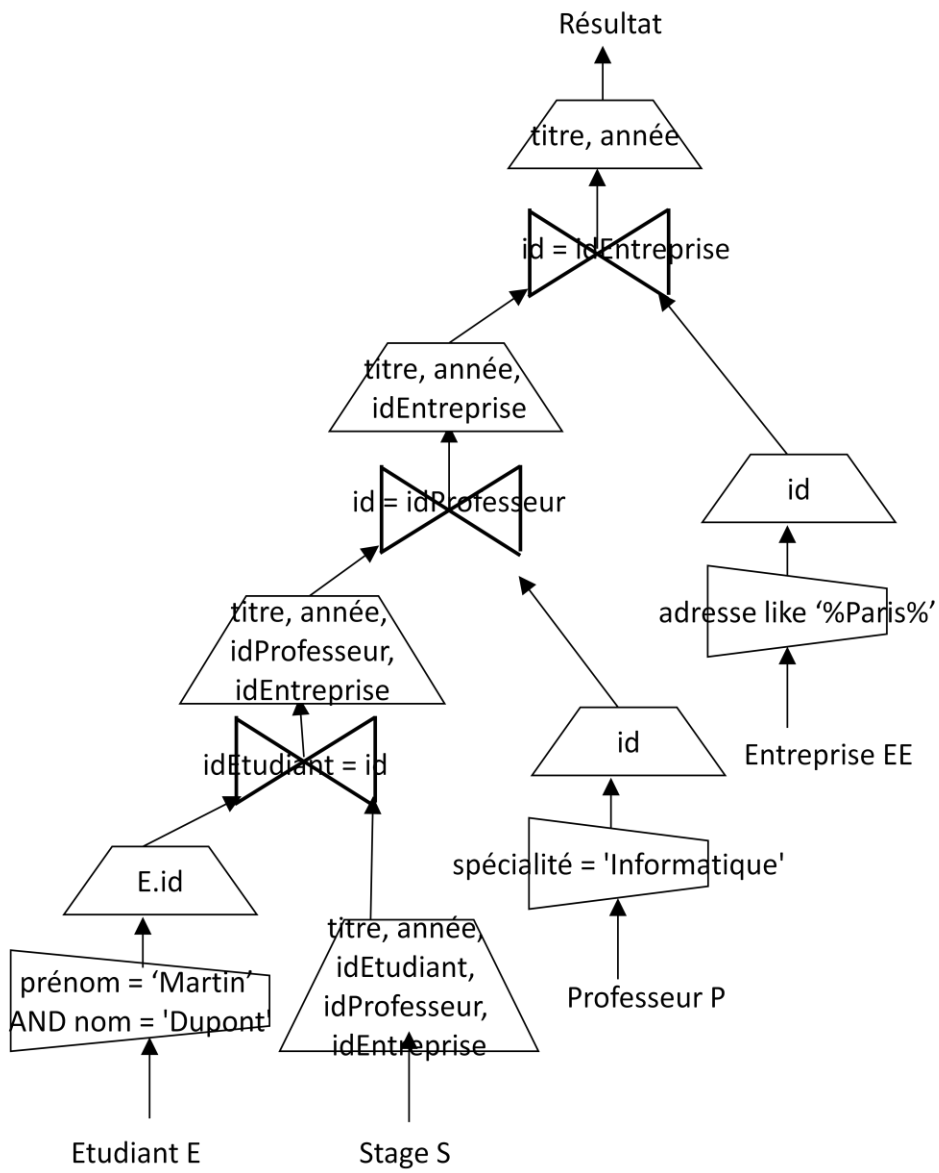 Résultat
titre, année
id = idEntreprise
titre, année,
idEntreprise
id = idProfesseur
id
adresse like ‘%Paris%’
Entreprise EE
titre, année,
idProfesseur,
idEntreprise
idEtudiant = id
id
spécialité = 'Informatique'
Professeur P
E.id
prénom = ‘Martin’
AND nom = 'Dupont'
Etudiant E
titre, année,
idEtudiant,
idProfesseur,
idEntreprise
Stage S